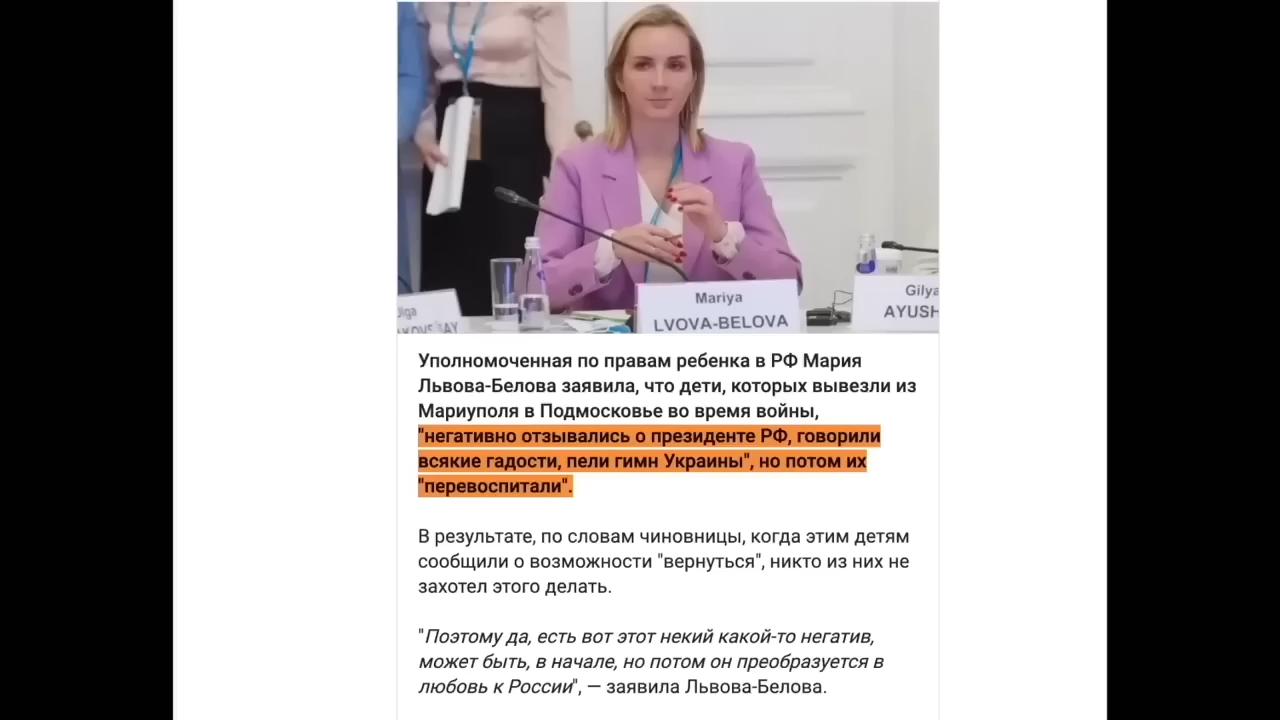 Mariya
LVOVA-BELOVA
Gilya
AYUSH
Уполномоченная по правам ребенка в РФ Мария
Львова-Белова заявила, что дети, которых вывезли из
Мариуполя в Подмосковье во время войны,
"негативно отзывались о президенте РФ, говорили
всякие гадости, пели гимн Украины", но потом их
"перевоспитали".
В результате, по словам чиновницы, когда этим детям
сообщили о возможности "вернуться", никто из них не
захотел этого делать.
"Поэтому да, есть вот этот некий какой-то негатив,
может быть, в начале, но потом он преобразуется в
любовь к России", — заявила Львова-Белова.